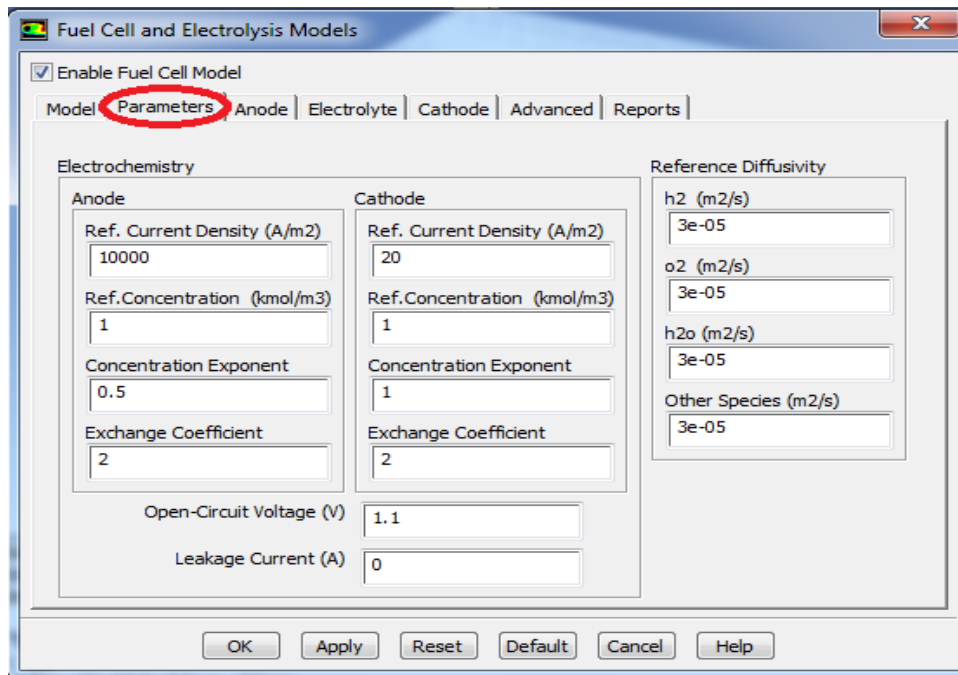 Fuel Cell and Electrolysis Models
Enable Fuel Cell Model
Model Parameters Anode Electrolyte Cathode Advanced Reports
Electrochemistry
Reference Diffusivity
Anode
Cathode
h2 (m2/s)
3e-05
Ref. Current Density (A/m2)
Ref. Current Density (A/m2)
10000
20
o2 (m2/s)
3e-05
Ref.Concentration (kmol/m3)
Ref.Concentration (kmol/m3)
1
1
h2o (m2/s)
3e-05
Concentration Exponent
Concentration Exponent
0.5
1
Other Species (m2/s)
3e-05
Exchange Coefficient
Exchange Coefficient
2
2
Open-Circuit Voltage (V) 1.1
Leakage Current (A) 0
OK Apply Reset Default Cancel Help